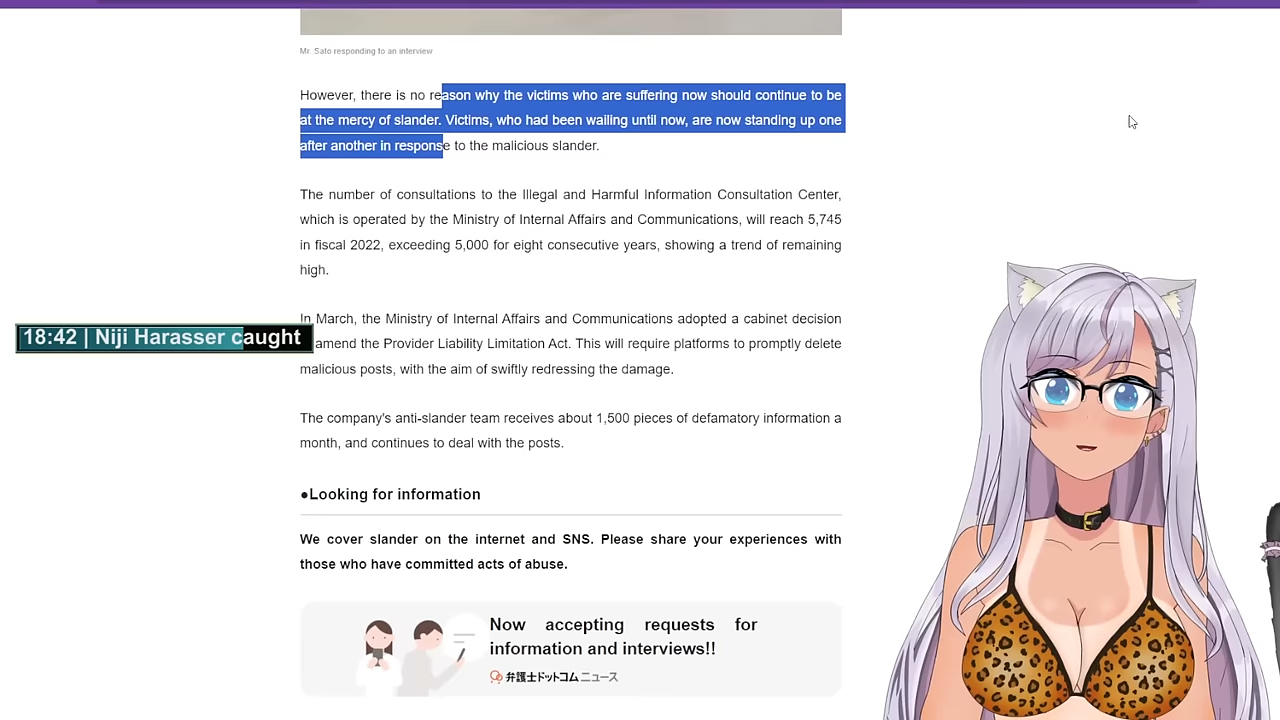 Mr. Sato responding to an interview
However, there is no reason why the victims who are suffering now should continue to be
at the mercy of slander. Victims, who had been wailing until now, are now standing up one
after another in response to the malicious slander.
The number of consultations to the Illegal and Harmful Information Consultation Center,
which is operated by the Ministry of Internal Affairs and Communications, will reach 5,745
in fiscal 2022, exceeding 5,000 for eight consecutive years, showing a trend of remaining
high.
18:42 | Niji Harasser caught
In March, the Ministry of Internal Affairs and Communications adopted a cabinet decision
amend the Provider Liability Limitation Act. This will require platforms to promptly delete
malicious posts, with the aim of swiftly redressing the damage.
The company's anti-slander team receives about 1,500 pieces of defamatory information a
month, and continues to deal with the posts.
●Looking for information
We cover slander on the internet and SNS. Please share your experiences with
those who have committed acts of abuse.
Now accepting requests for
information and interviews!!
弁護士ドットコムニュース